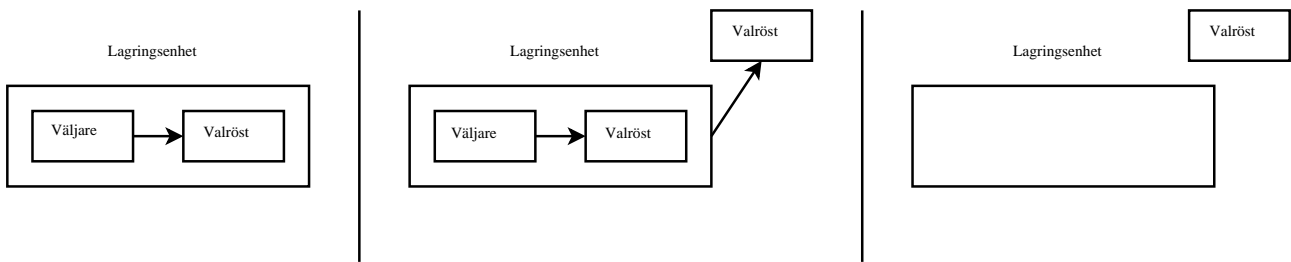 Lagringsenhet
Väljare
Valröst
Lagringsenhet
Valröst
Väljare
Valröst
Lagringsenhet
Valröst